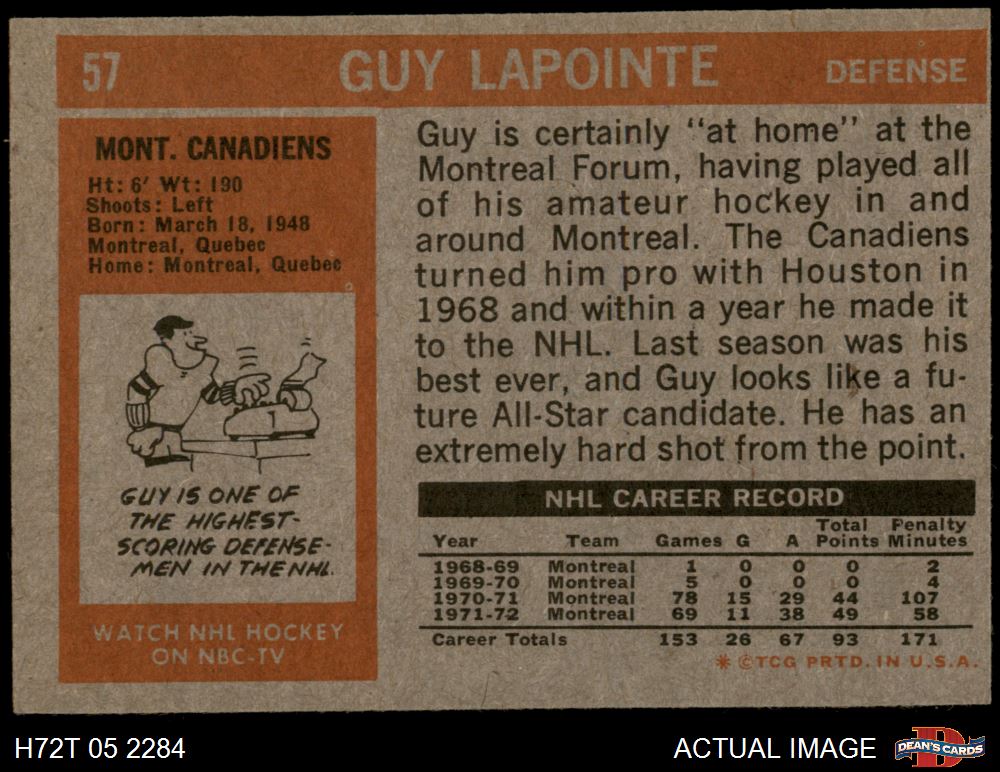 57 GUY LAPOINTE DEFENSE
MONT. CANADIENS
Ht: 6' Wt: 190
Shoots: Left
Born: March 18, 1948
Montreal, Quebec
Home: Montreal, Quebec
GUY IS ONE OF
THE HIGHEST-
SCORING DEFENSE-
MEN IN THE NHL.
WATCH NHL HOCKEY
ON NBC-TV
Guy is certainly "at home" at the
Montreal Forum, having played all
of his amateur hockey in and
around Montreal. The Canadiens
turned him pro with Houston in
1968 and within a year he made it
to the NHL. Last season was his
best ever, and Guy looks like a fu-
ture All-Star candidate. He has an
extremely hard shot from the point.
NHL CAREER RECORD
Year Team Games G A Total Points Penalty Minutes
1968-69 Montreal 1 0 0 0 2
1969-70 Montreal 5 0 0 0 4
1970-71 Montreal 78 15 29 44 107
1971-72 Montreal 69 11 38 49 58
Career Totals 153 26 67 93 171
* ©TCG PRTD. IN U.S.A.
H72T 05 2284 ACTUAL IMAGE D DEAN'S CARDS